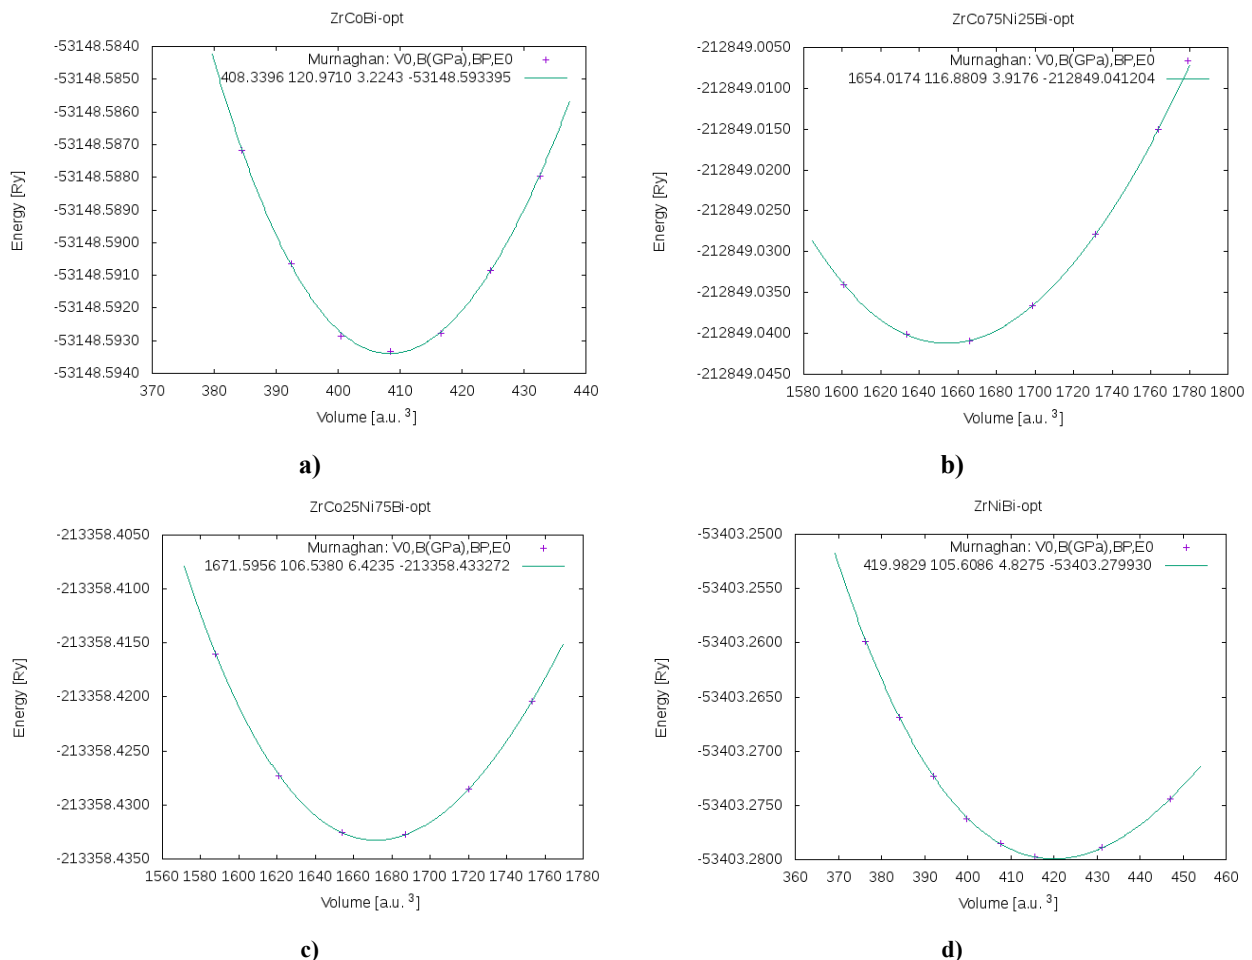 ZrCoBi-opt
-53148.5840
-53148.5850
-53148.5860
-53148.5870
-53148.5880
-53148.5890
-53148.5900
-53148.5910
-53148.5920
-53148.5930
-53148.5940
Energy [Ry]
Murnaghan: V0,B(GPa),BP,E0
408.3396 120.9710 3.2243 -53148.593395
370 380 390 400 410 420 430 440
Volume [a.u. ³]
a)
ZrCo75Ni25Bi-opt
-212849.0050
-212849.0100
-212849.0150
-212849.0200
-212849.0250
-212849.0300
-212849.0350
-212849.0400
-212849.0450
Energy [Ry]
Murnaghan: V0,B(GPa),BP,E0
1654.0174 116.8809 3.9176 -212849.041204
1580 1600 1620 1640 1660 1680 1700 1720 1740 1760 1780 1800
Volume [a.u. ³]
b)
ZrCo25Ni75Bi-opt
-213358.4050
-213358.4100
-213358.4150
-213358.4200
-213358.4250
-213358.4300
-213358.4350
Energy [Ry]
Murnaghan: V0,B(GPa),BP,E0
1671.5956 106.5380 6.4235 -213358.433272
1560 1580 1600 1620 1640 1660 1680 1700 1720 1740 1760 1780
Volume [a.u. ³]
c)
ZrNiBi-opt
-53403.2500
-53403.2550
-53403.2600
-53403.2650
-53403.2700
-53403.2750
-53403.2800
Energy [Ry]
Murnaghan: V0,B(GPa),BP,E0
419.9829 105.6086 4.8275 -53403.279930
360 370 380 390 400 410 420 430 440 450 460
Volume [a.u. ³]
d)